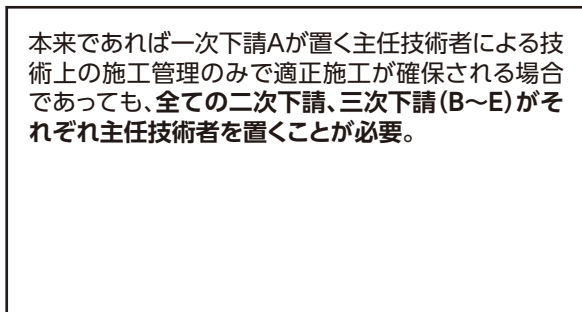 本来であれば一次下請Aが置く主任技術者による技
術上の施工管理のみで適正施工が確保される場合
であっても、全ての二次下請、三次下請(B～E)がそ
れぞれ主任技術者を置くことが必要。